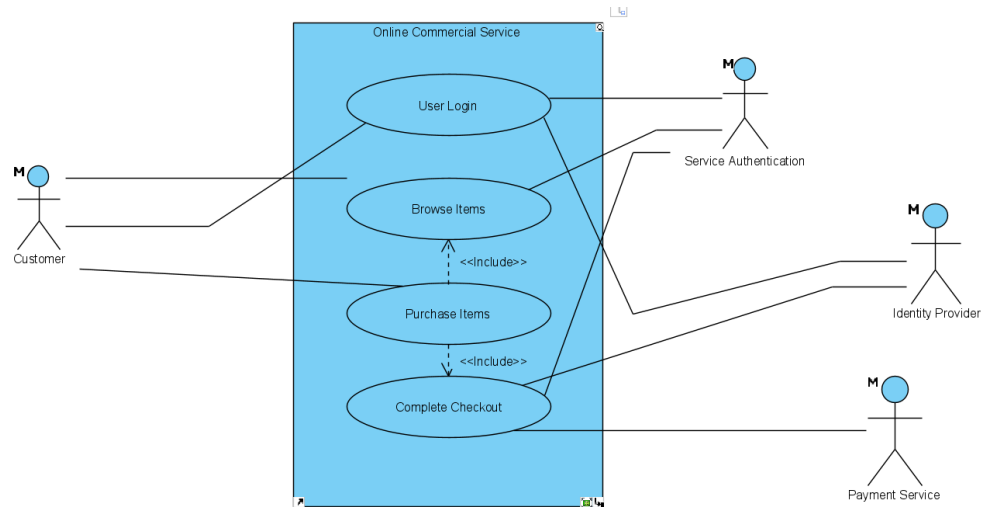 Online Commercial Service
M
User Login
Service Authentication
M
Customer
Browse Items
M
<<Include>>
Purchase Items
Identity Provider
<<Include>>
M
Complete Checkout
Payment Service